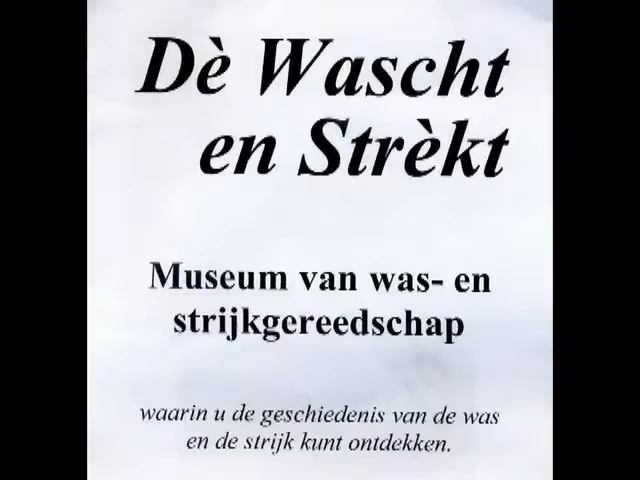 Dè Wascht
en Strèkt
Museum van was- en
strijkgereedschap
waarin u de geschiedenis van de was
en de strijk kunt ontdekken.